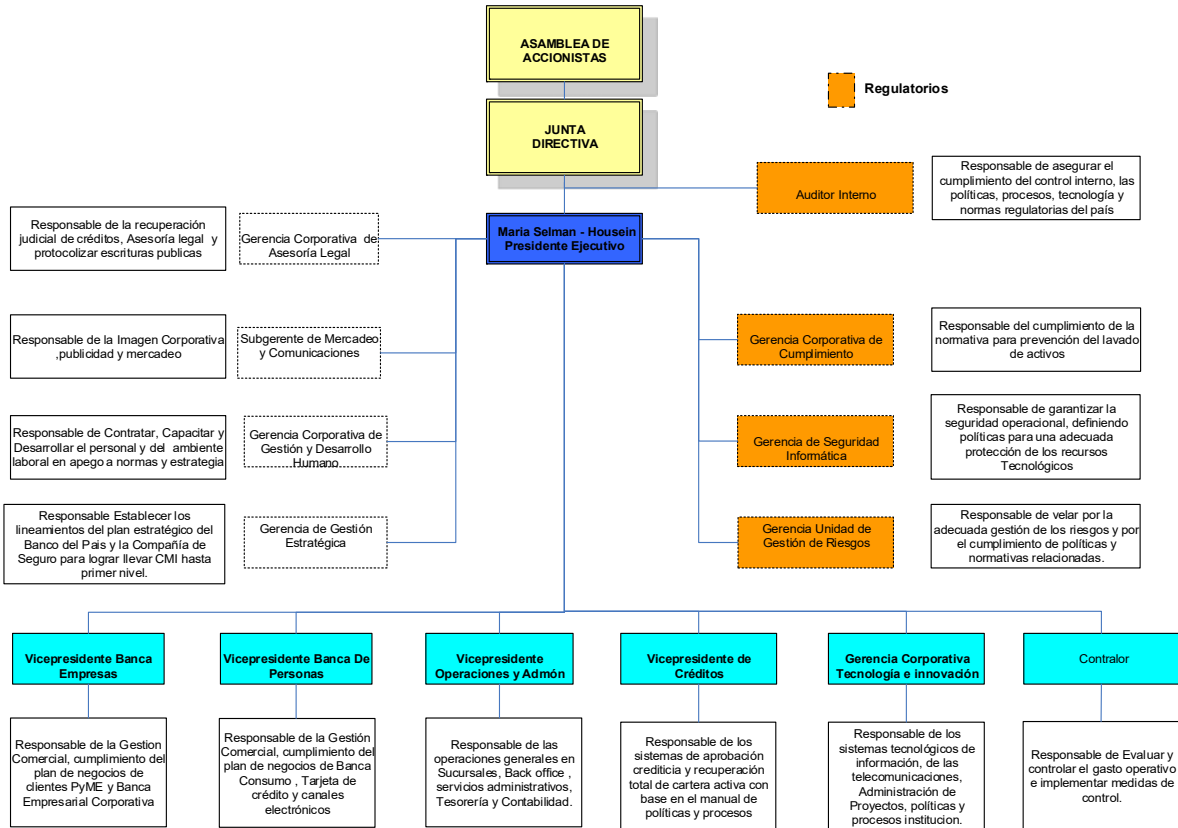 ASAMBLEA DE
ACCIONISTAS
Regulatorios
JUNTA
DIRECTIVA
Auditor Interno
Responsable de asegurar el
cumplimiento del control interno, las
políticas, procesos, tecnología y
normas regulatorias del país
Responsable de la recuperación
judicial de créditos, Asesoría legal y
protocolizar escrituras publicas
Gerencia Corporativa de
Asesoría Legal
Maria Selman - Housein
Presidente Ejecutivo
Responsable de la Imagen Corporativa
,publicidad y mercadeo
Subgerente de Mercadeo
y Comunicaciones
Gerencia Corporativa de
Cumplimiento
Responsable del cumplimiento de la
normativa para prevención del lavado
de activos
Responsable de Contratar, Capacitar y
Desarrollar el personal y del ambiente
laboral en apego a normas y estrategia
Gerencia Corporativa de
Gestión y Desarrollo
Humano
Gerencia de Seguridad
Informática
Responsable de garantizar la
seguridad operacional, definiendo
políticas para una adecuada
protección de los recursos
Tecnológicos
Responsable Establecer los
lineamientos del plan estratégico del
Banco del Pais y la Compañía de
Seguro para lograr llevar CMI hasta
primer nivel.
Gerencia de Gestión
Estratégica
Gerencia Unidad de
Gestión de Riesgos
Responsable de velar por la
adecuada gestión de los riesgos y por
el cumplimiento de políticas y
normativas relacionadas.
Vicepresidente Banca
Empresas
Vicepresidente Banca De
Personas
Vicepresidente
Operaciones y Admón
Vicepresidente de
Créditos
Gerencia Corporativa
Tecnología e innovación
Contralor
Responsable de la Gestion
Comercial, cumplimiento del
plan de negocios de
clientes PyME y Banca
Empresarial Corporativa
Responsable de la Gestión
Comercial, cumplimiento del
plan de negocios de Banca
Consumo , Tarjeta de
crédito y canales
electrónicos
Responsable de las
operaciones generales en
Sucursales, Back office ,
servicios administrativos,
Tesorería y Contabilidad.
Responsable de los
sistemas de aprobación
crediticia y recuperación
total de cartera activa con
base en el manual de
políticas y procesos
Responsable de los
sistemas tecnológicos de
información, de las
telecomunicaciones,
Administración de
Proyectos, políticas y
procesos institucion.
Responsable de Evaluar y
controlar el gasto operativo
e implementar medidas de
control.